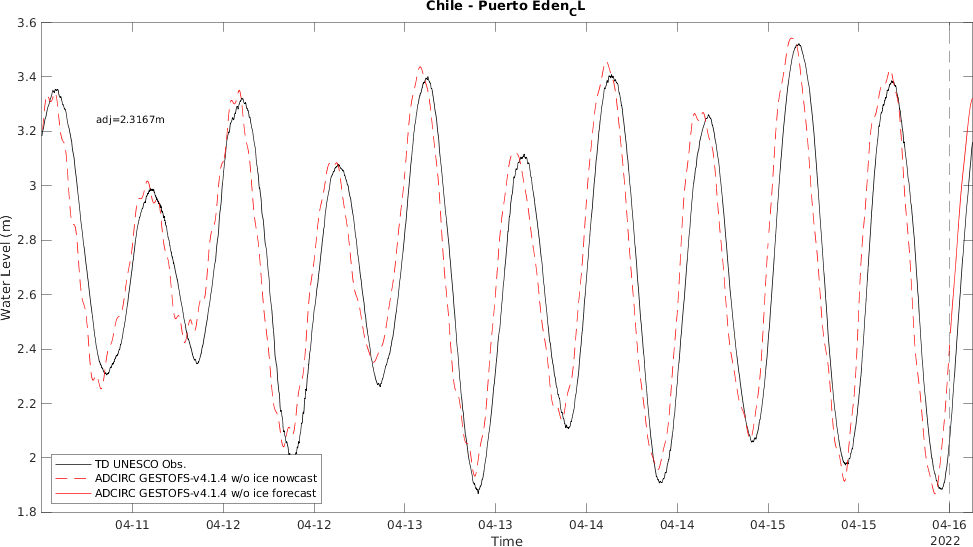 Chile - Puerto Eden_CL
3.6
3.4
3.2
3
2.8
2.6
2.4
2.2
2
1.8
Water Level (m)
adj=2.3167m
TD UNESCO Obs.
ADCIRC GESTOFS-v4.1.4 w/o ice nowcast
ADCIRC GESTOFS-v4.1.4 w/o ice forecast
04-11 04-12 04-12 04-13 04-13 04-14 04-14 04-15 04-15 04-16
Time 2022